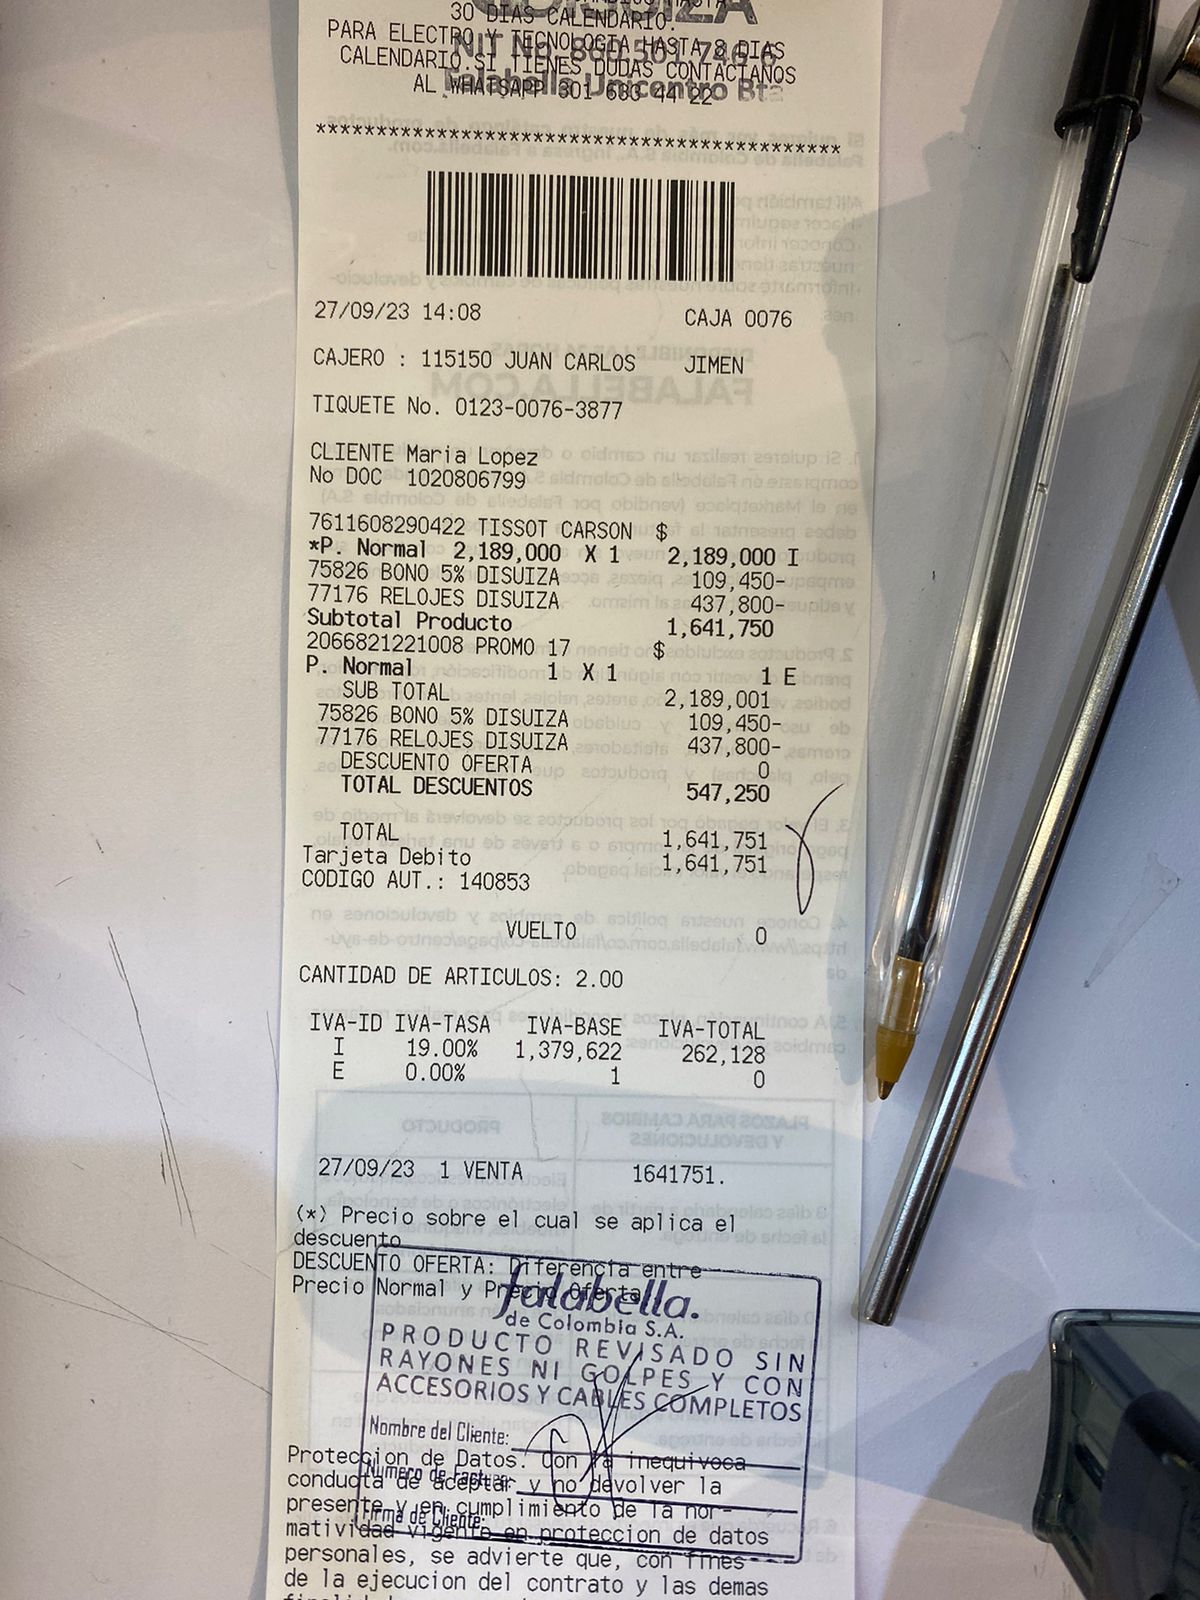 30 DIAS CALENDARIO.
PARA ELECTRO Y TECNOLOGIA HASTA 8 DIAS
NIT No. 860.501.746-6
CALENDARIO.SI TIENES DUDAS CONTACTANOS
AL WHATSAPP 301 683 44 22
Falabella Unicentro Bta
********************************************
27/09/23 14:08 CAJA 0076
CAJERO : 115150 JUAN CARLOS JIMEN
TIQUETE No. 0123-0076-3877
CLIENTE Maria Lopez
No DOC 1020806799
7611608290422 TISSOT CARSON $
*P. Normal 2,189,000 X 1 2,189,000 I
75826 BONO 5% DISUIZA 109,450-
77176 RELOJES DISUIZA 437,800-
Subtotal Producto 1,641,750
2066821221008 PROMO 17 $
P. Normal 1 X 1 1 E
SUB TOTAL 2,189,001
75826 BONO 5% DISUIZA 109,450-
77176 RELOJES DISUIZA 437,800-
DESCUENTO OFERTA 0
TOTAL DESCUENTOS 547,250
TOTAL 1,641,751
Tarjeta Debito 1,641,751
CODIGO AUT.: 140853
VUELTO 0
CANTIDAD DE ARTICULOS: 2.00
IVA-ID IVA-TASA IVA-BASE IVA-TOTAL
I 19.00% 1,379,622 262,128
E 0.00% 1 0
27/09/23 1 VENTA 1641751.
(*) Precio sobre el cual se aplica el
descuento
DESCUENTO OFERTA: Diferencia entre
Precio Normal y Precio Oferta
falabella.
de Colombia S.A.
PRODUCTO REVISADO SIN
RAYONES NI GOLPES Y CON
ACCESORIOS Y CABLES COMPLETOS
Nombre del Cliente:
Protección de Datos. Con la inequivoca
Número de Factura:
conducta de aceptar y no devolver la
presente y en cumplimiento de la nor-
Firma de Cliente:
matividad vigente en proteccion de datos
personales, se advierte que, con fines
de la ejecucion del contrato y las demas